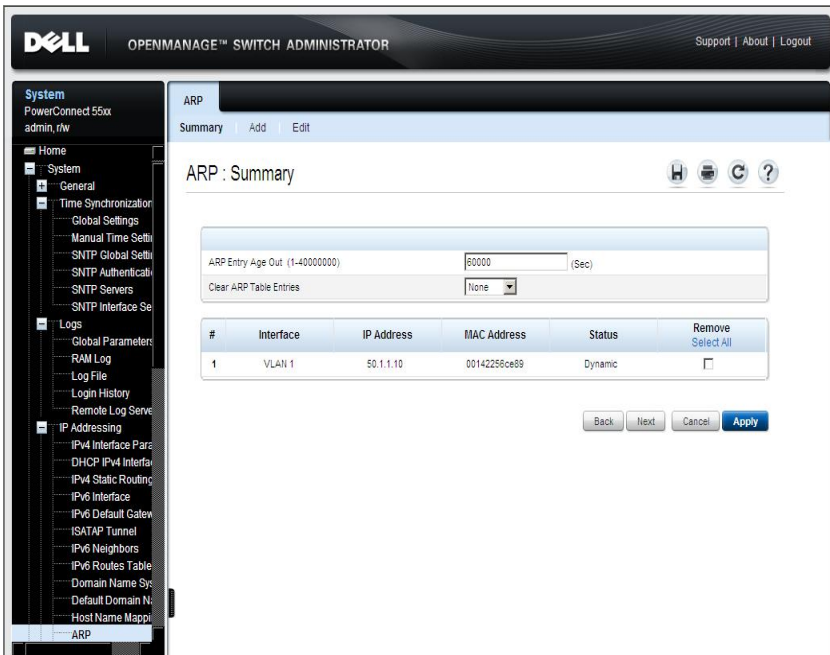 DELL
OPENMANAGE™ SWITCH ADMINISTRATOR
Support | About | Logout
System
PowerConnect 55xx
admin, r/w
Home
System
General
Time Synchronization
Global Settings
Manual Time Settin
SNTP Global Settin
SNTP Authenticati
SNTP Servers
SNTP Interface Se
Logs
Global Parameters
RAM Log
Log File
Login History
Remote Log Serve
IP Addressing
IPv4 Interface Para
DHCP IPv4 Interfa
IPv4 Static Routing
IPv6 Interface
IPv6 Default Gatew
ISATAP Tunnel
IPv6 Neighbors
IPv6 Routes Table
Domain Name Sys
Default Domain Na
Host Name Mappi
ARP
ARP
Summary Add Edit
ARP : Summary
ARP Entry Age Out (1-40000000) 60000 (Sec)
Clear ARP Table Entries None
# Interface IP Address MAC Address Status Remove
Select All
1 VLAN 1 50.1.1.10 00142256ce89 Dynamic
Back Next Cancel Apply